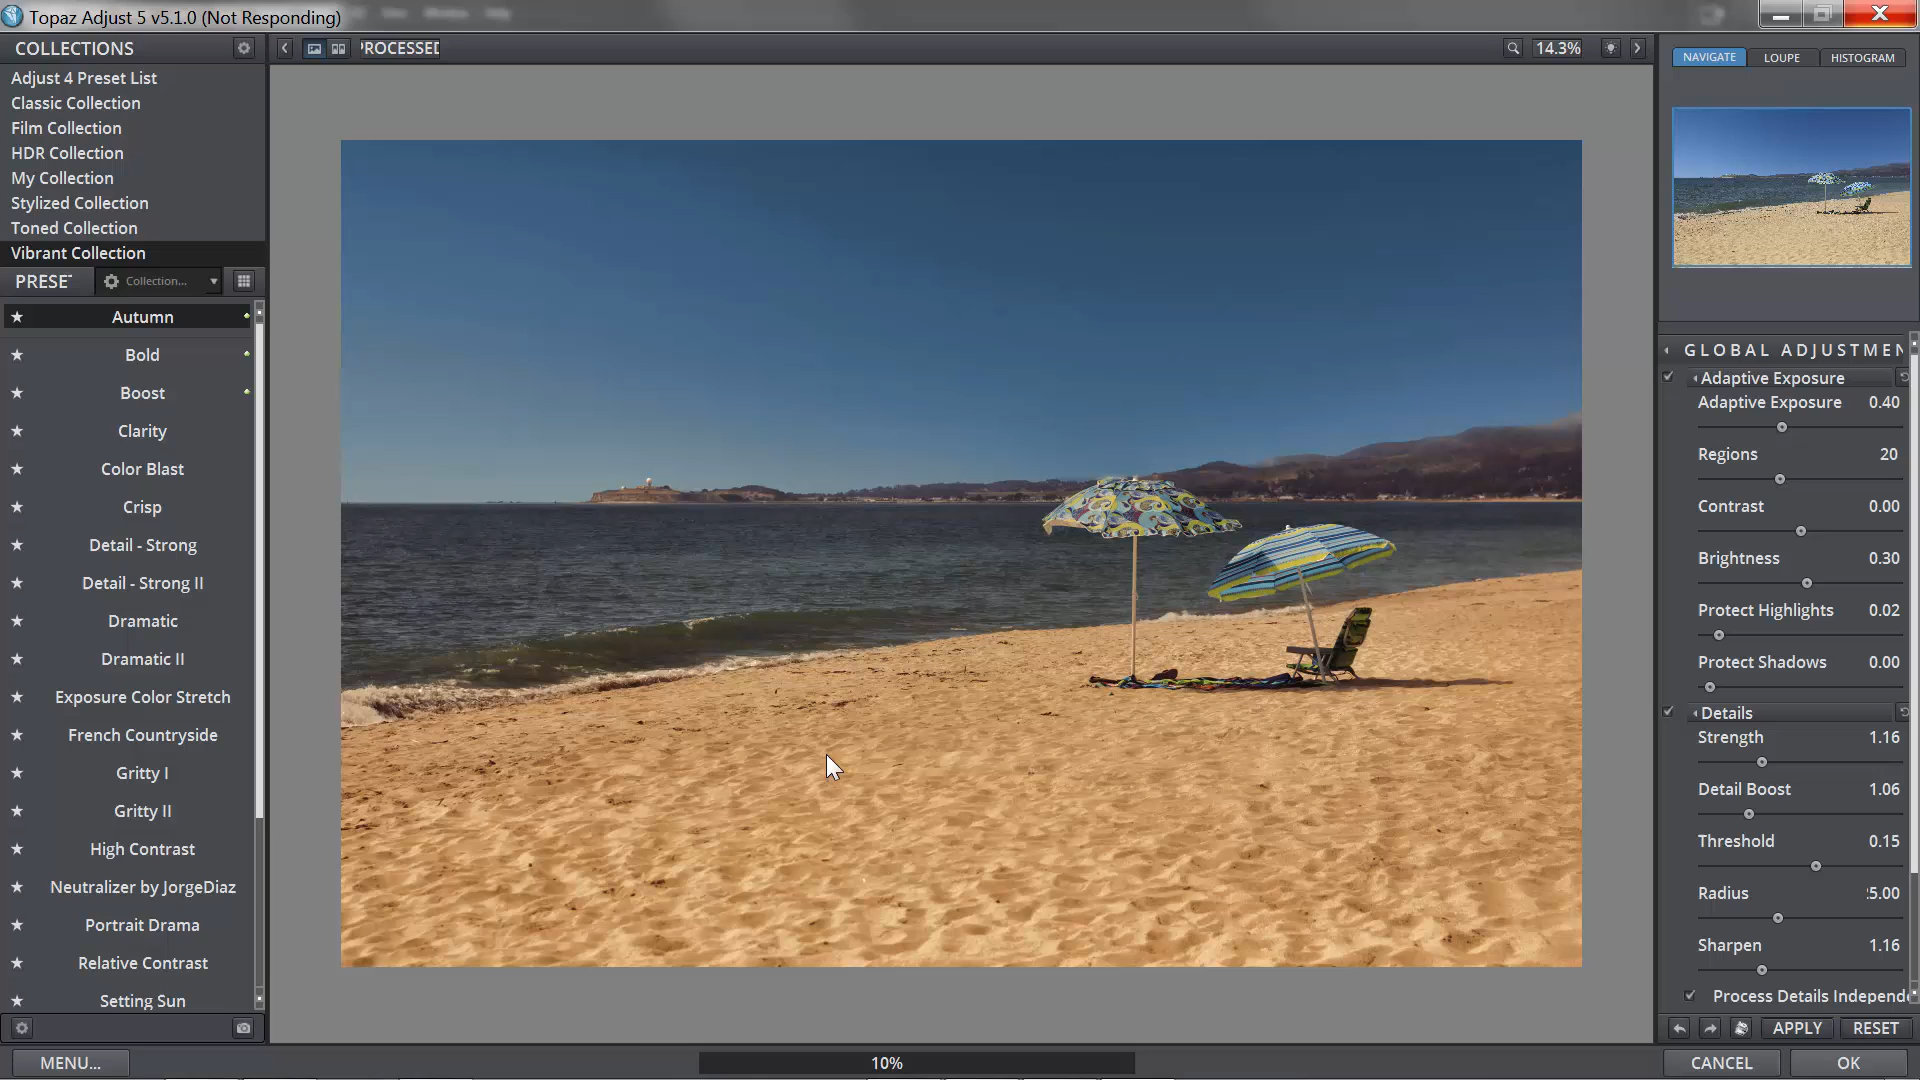 Topaz Adjust 5 v5.1.0 (Not Responding)
COLLECTIONS
Adjust 4 Preset List
Classic Collection
Film Collection
HDR Collection
My Collection
Stylized Collection
Toned Collection
Vibrant Collection
PRESET
Collection...
Autumn
Bold
Boost
Clarity
Color Blast
Crisp
Detail - Strong
Detail - Strong II
Dramatic
Dramatic II
Exposure Color Stretch
French Countryside
Gritty I
Gritty II
High Contrast
Neutralizer by JorgeDiaz
Portrait Drama
Relative Contrast
Setting Sun
MENU...
PROCESSED
14.3%
10%
NAVIGATE LOUPE HISTOGRAM
GLOBAL ADJUSTMEN
Adaptive Exposure
Adaptive Exposure 0.40
Regions 20
Contrast 0.00
Brightness 0.30
Protect Highlights 0.02
Protect Shadows 0.00
Details
Strength 1.16
Detail Boost 1.06
Threshold 0.15
Radius 5.00
Sharpen 1.16
Process Details Independ
APPLY RESET
CANCEL OK